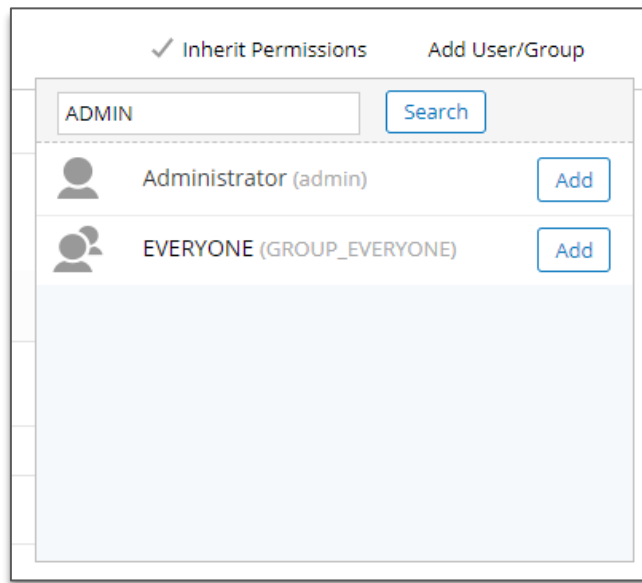 Inherit Permissions Add User/Group
ADMIN Search
Administrator (admin) Add
EVERYONE (GROUP_EVERYONE) Add